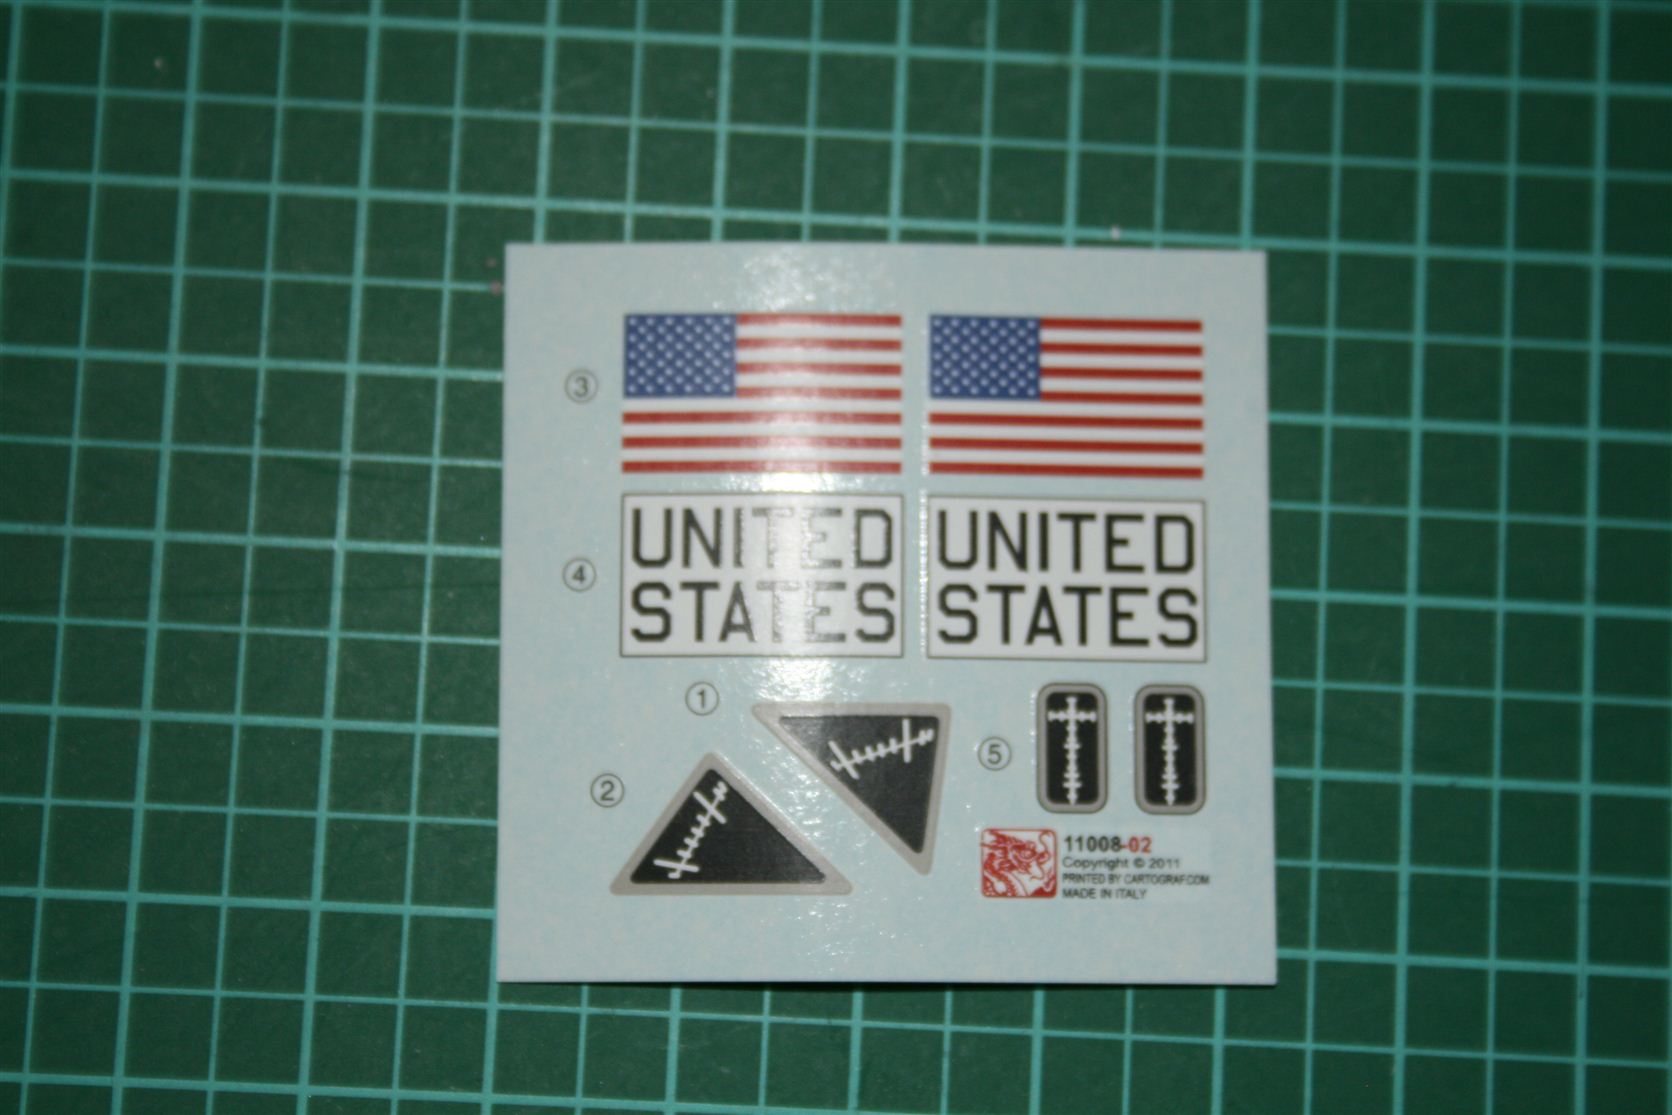 3
UNITED
STATES
UNITED
STATES
4
1
2
5
11008-02
Copyright © 2011
PRINTED BY CARTOGRAF.COM
MADE IN ITALY